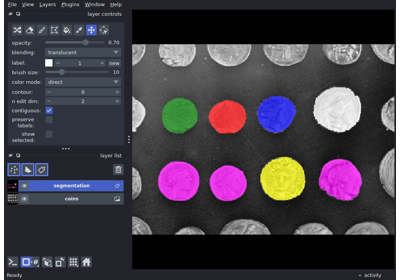 File View Layers Plugins Window Help
layer controls
opacity: 0.70
blending: translucent
label: 1 new
brush size: 10
color mode: direct
contour: 0
n edit dim: 2
contiguous:
preserve
labels:
show
selected:
layer list
segmentation
coins
Ready
activity